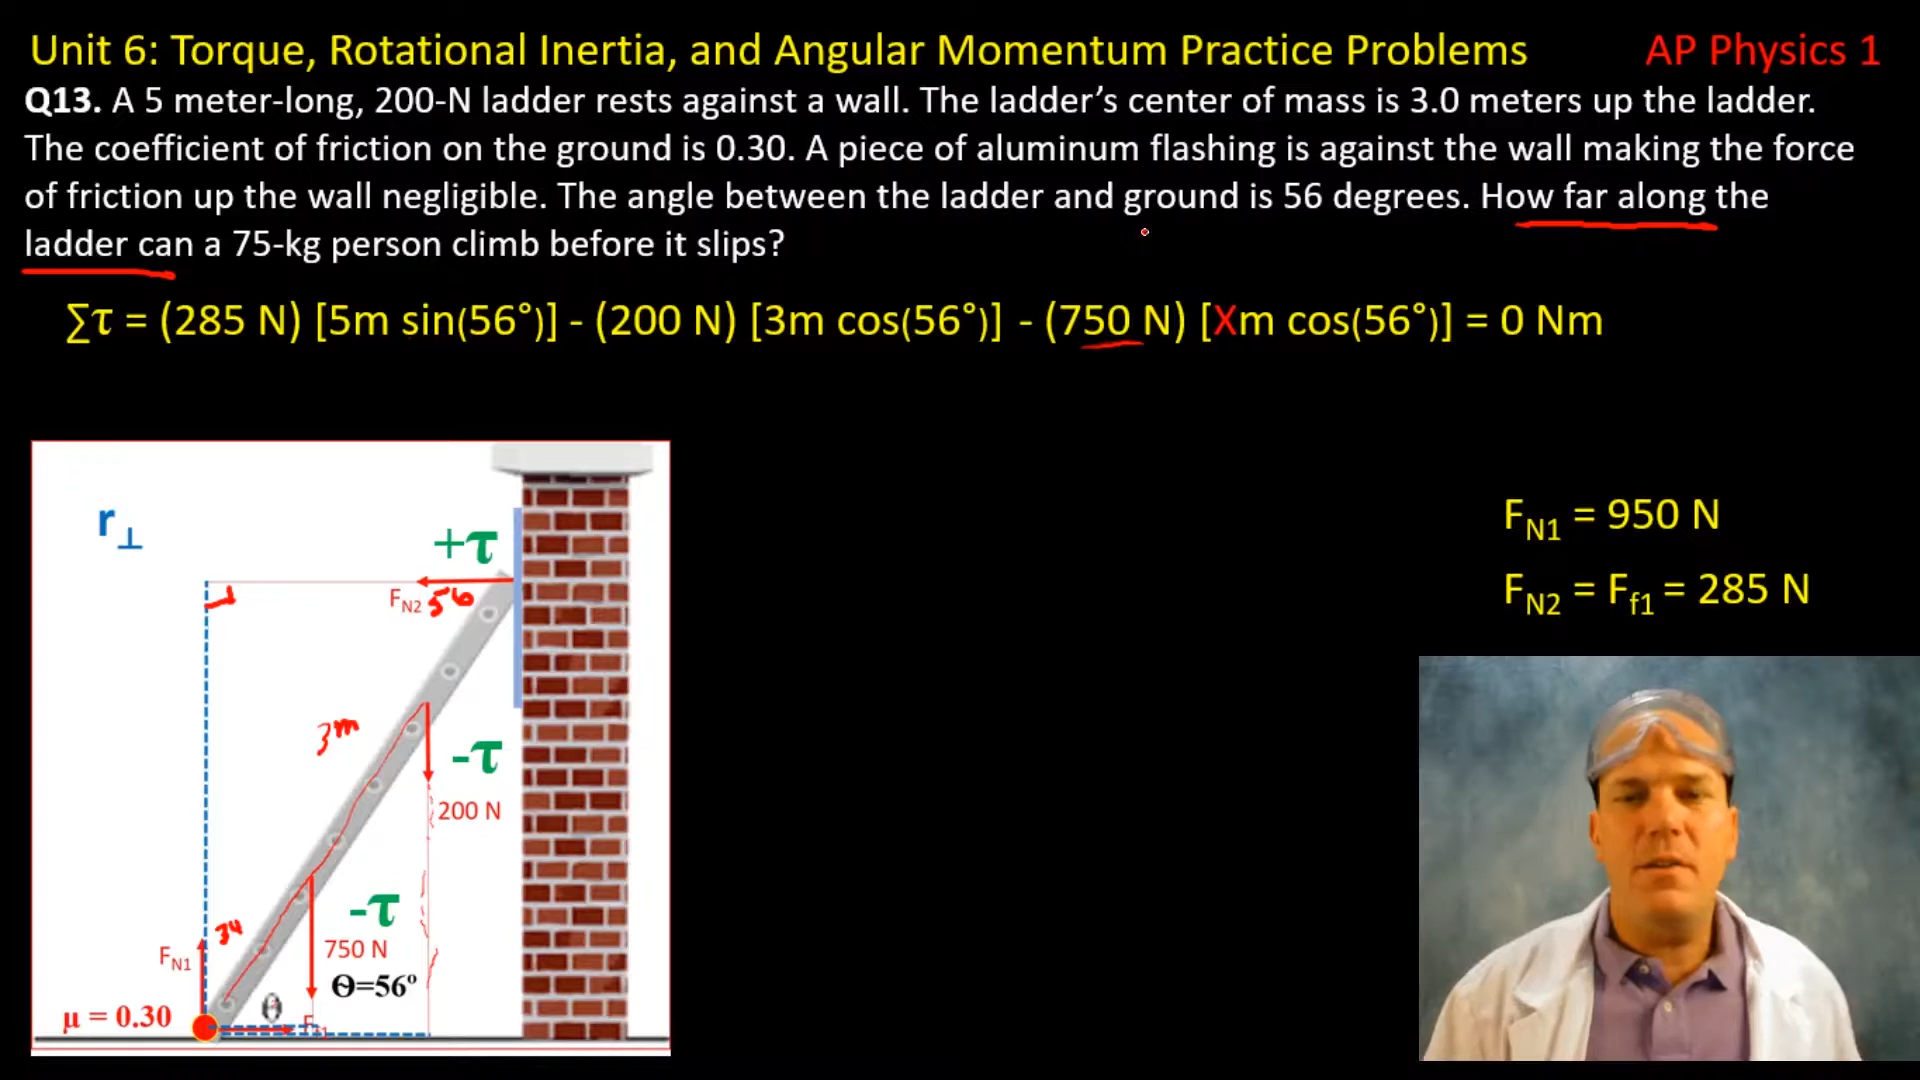 Unit 6: Torque, Rotational Inertia, and Angular Momentum Practice Problems AP Physics 1
Q13. A 5 meter-long, 200-N ladder rests against a wall. The ladder’s center of mass is 3.0 meters up the ladder.
The coefficient of friction on the ground is 0.30. A piece of aluminum flashing is against the wall making the force
of friction up the wall negligible. The angle between the ladder and ground is 56 degrees. How far along the
ladder can a 75-kg person climb before it slips?
∑τ = (285 N) [5m sin(56°)] - (200 N) [3m cos(56°)] - (750 N) [Xm cos(56°)] = 0 Nm
r⊥
+τ
FN2 56
3m
-τ
200 N
-τ
34
750 N
FN1
Θ=56º
μ = 0.30
θ
Ff1
FN1 = 950 N
FN2 = Ff1 = 285 N